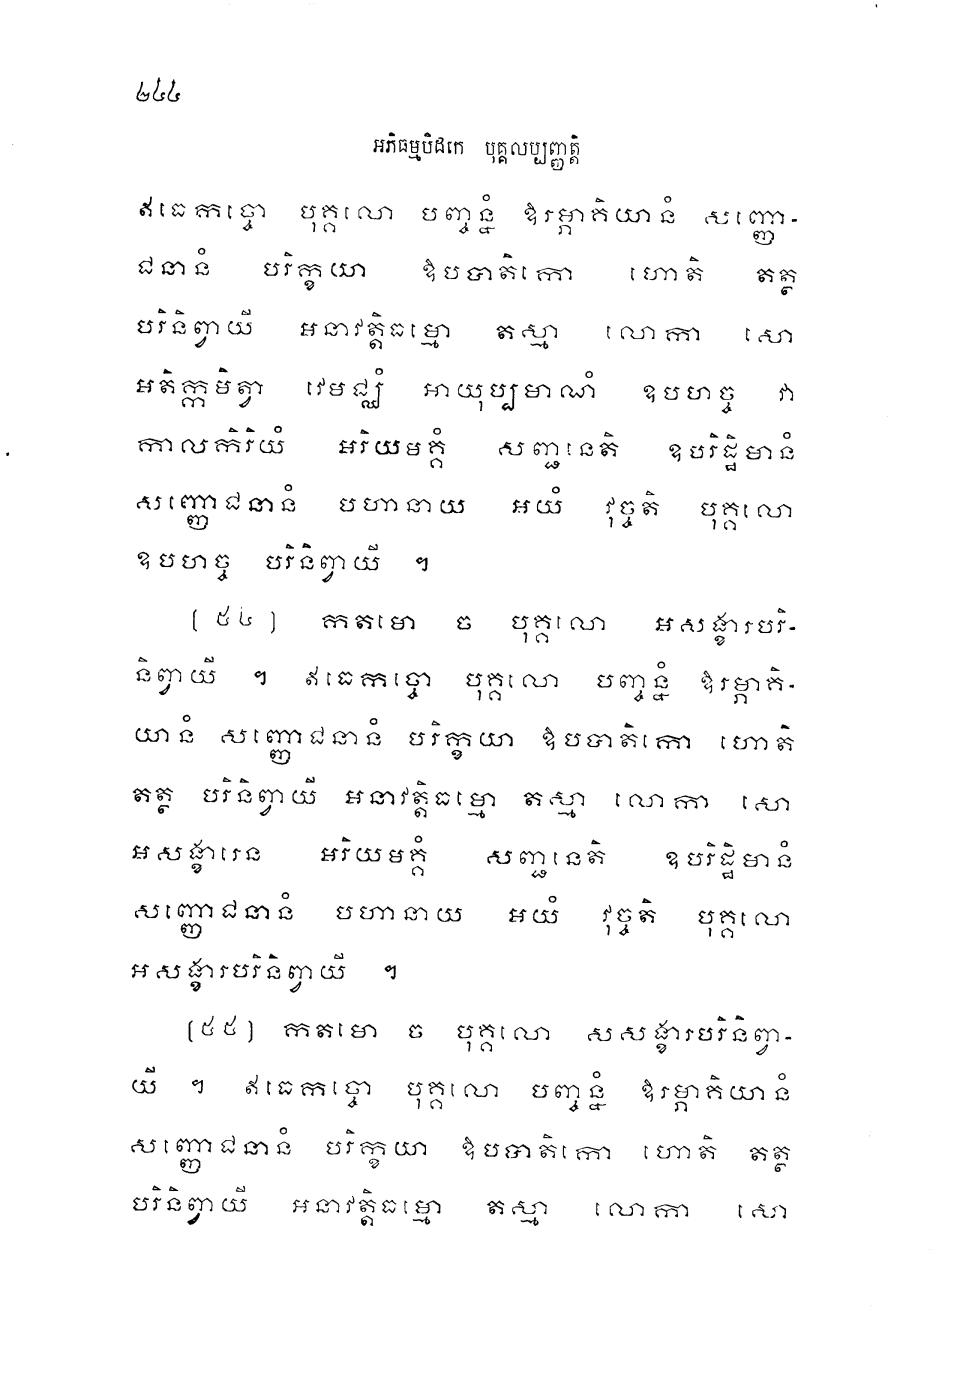 ២៤៤
អភិធម្មបិដកេ បុគ្គលប្បញ្ញត្តិ
ឥធេកច្ចោ បុគ្គលោ បញ្ចន្នំ ឱរម្ភាគិយានំ សញ្ញោ-
ជនានំ បរិក្ខយា ឱបបាតិកោ ហោតិ តត្ថ
បរិនិព្វាយី អនាវត្តិធម្មោ តស្មា លោកា សោ
អតិក្កមិត្វា វេមជ្ឈំ អាយុប្បមាណំ ឧបហច្ច វា
កាលកិរិយំ អរិយមគ្គំ សញ្ជនេតិ ឧបរិដ្ឋិមានំ
សញ្ញោជនានំ បហានាយ អយំ វុច្ចតិ បុគ្គលោ
ឧបហច្ច បរិនិព្វាយី ។
[ ៥៤ ] កតមោ ច បុគ្គលោ អសង្ខារបរិ-
និព្វាយី ។ ឥធេកច្ចោ បុគ្គលោ បញ្ចន្នំ ឱរម្ភាគិ-
យានំ សញ្ញោជនានំ បរិក្ខយា ឱបបាតិកោ ហោតិ
តត្ថ បរិនិព្វាយី អនាវត្តិធម្មោ តស្មា លោកា សោ
អសង្ខារេន អរិយមគ្គំ សញ្ជនេតិ ឧបរិដ្ឋិមានំ
សញ្ញោជនានំ បហានាយ អយំ វុច្ចតិ បុគ្គលោ
អសង្ខារបរិនិព្វាយី ។
[៥៥] កតមោ ច បុគ្គលោ សសង្ខារបរិនិព្វា-
យី ។ ឥធេកច្ចោ បុគ្គលោ បញ្ចន្នំ ឱរម្ភាគិយានំ
សញ្ញោជនានំ បរិក្ខយា ឱបបាតិកោ ហោតិ តត្ថ
បរិនិព្វាយី អនាវត្តិធម្មោ តស្មា លោកា សោ